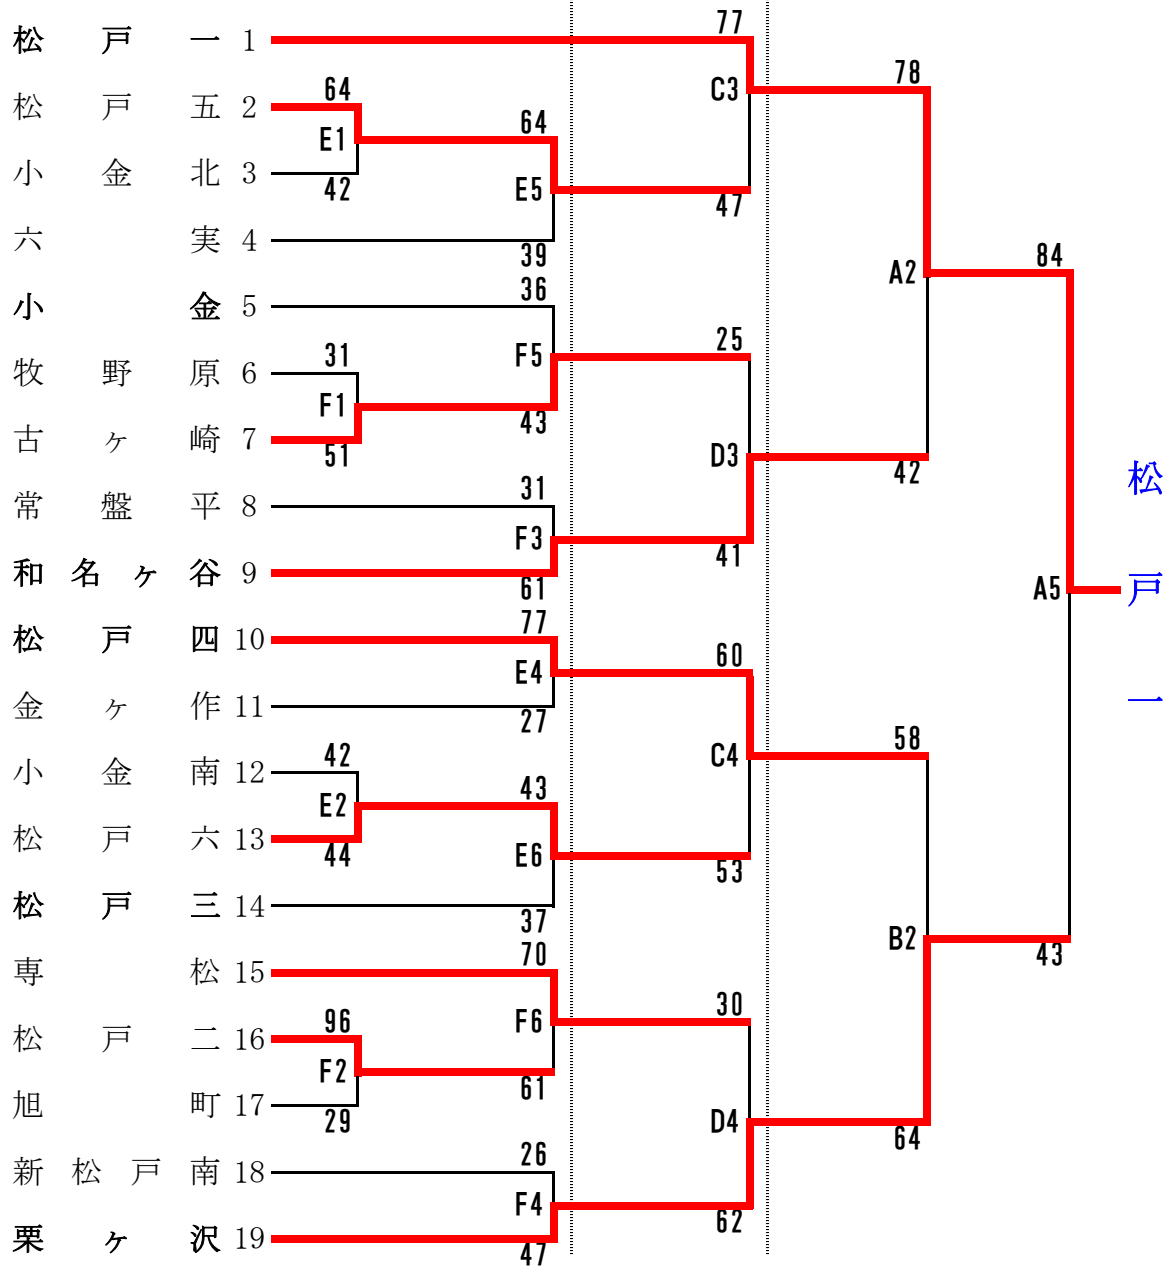 77
松戸一 1
78
C3
64
松戸五 2
64
E1
小金北 3
42
E5
47
六実 4
39
A2
84
36
小金 5
25
F5
31
牧野原 6
F1
43
古ヶ崎 7
51
D3
42
松戸一
31
常盤平 8
F3
41
和名ヶ谷 9
61
A5
77
松戸四 10
60
E4
金ヶ作 11
27
58
42
C4
小金南 12
43
E2
松戸六 13
44
E6
53
松戸三 14
37
B2
43
70
専松 15
30
96
F6
松戸二 16
F2
61
旭町 17
29
D4
64
26
新松戸南 18
F4
62
栗ヶ沢 19
47